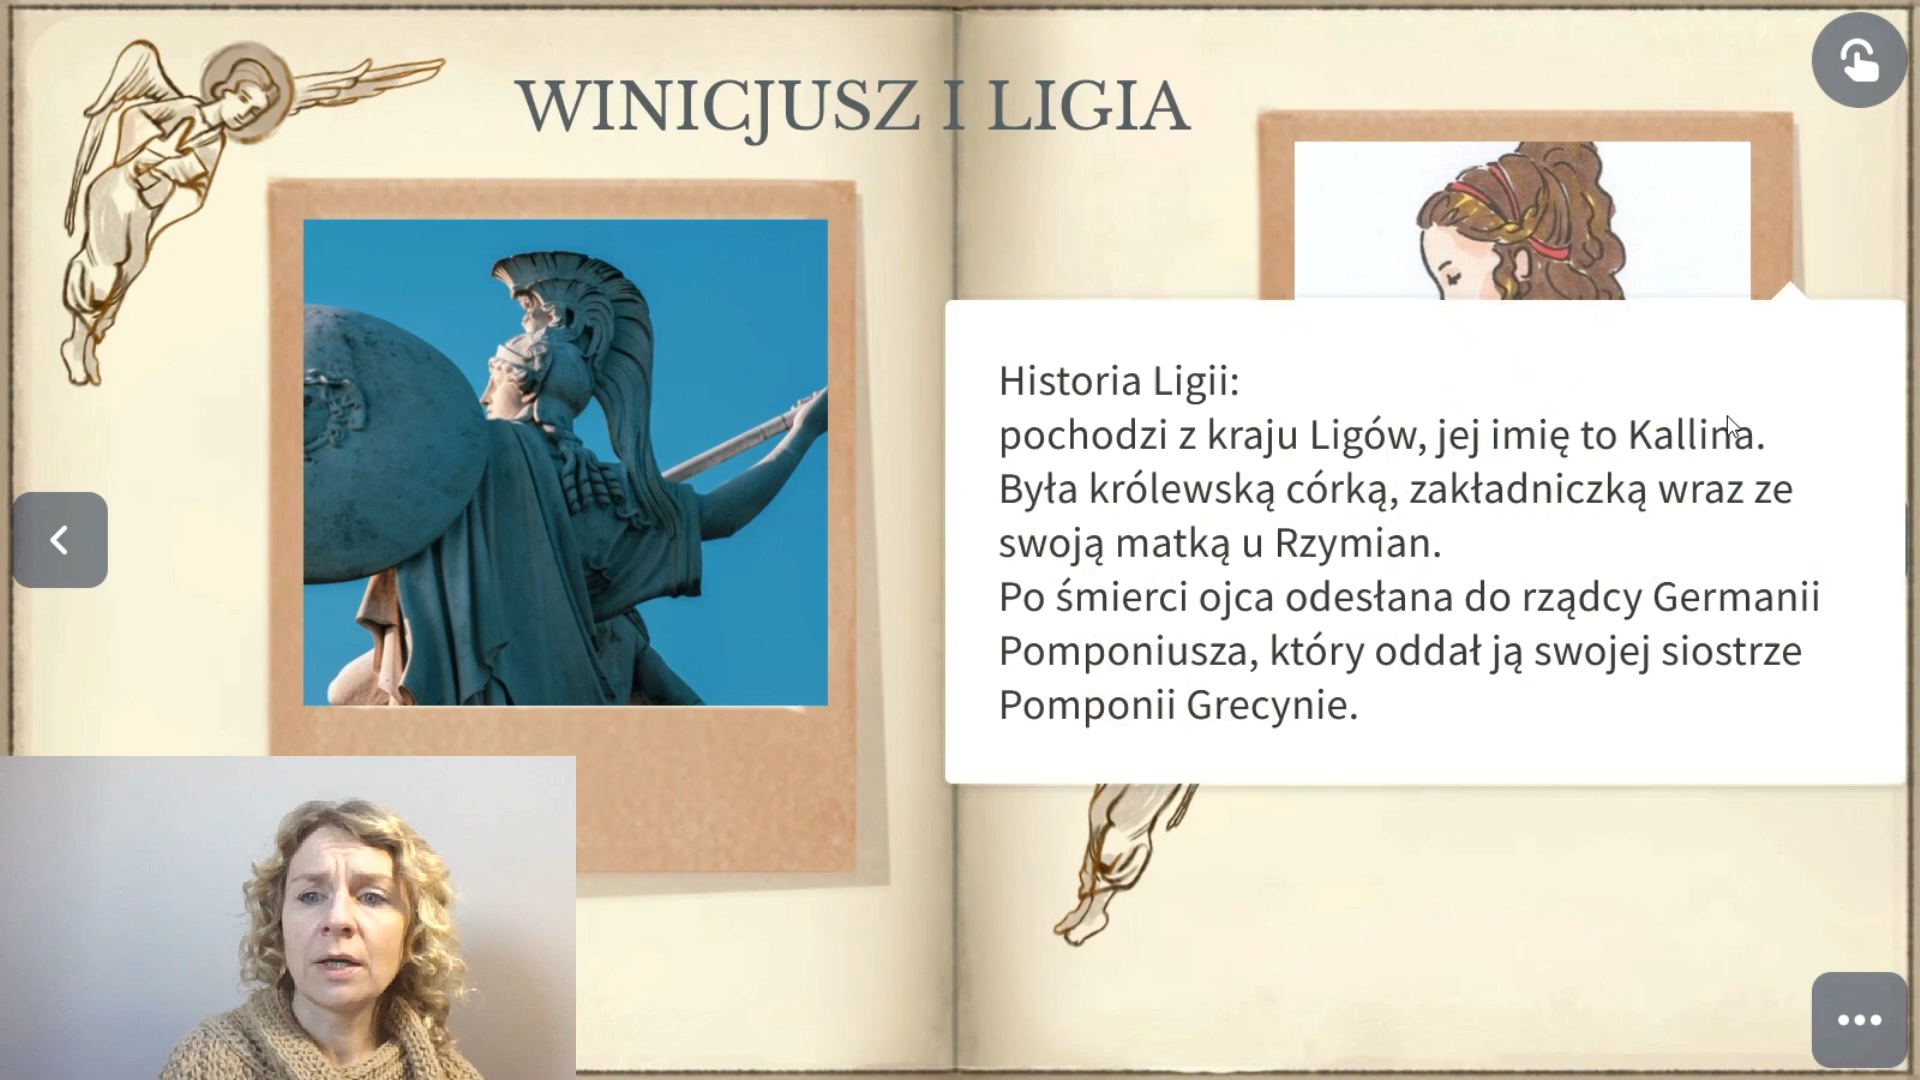 WINICJUSZ I LIGIA
Historia Ligii:
pochodzi z kraju Ligów, jej imię to Kallina.
Była królewską córką, zakładniczką wraz ze
swoją matką u Rzymian.
Po śmierci ojca odesłana do rządcy Germanii
Pomponiusza, który oddał ją swojej siostrze
Pomponii Grecynie.